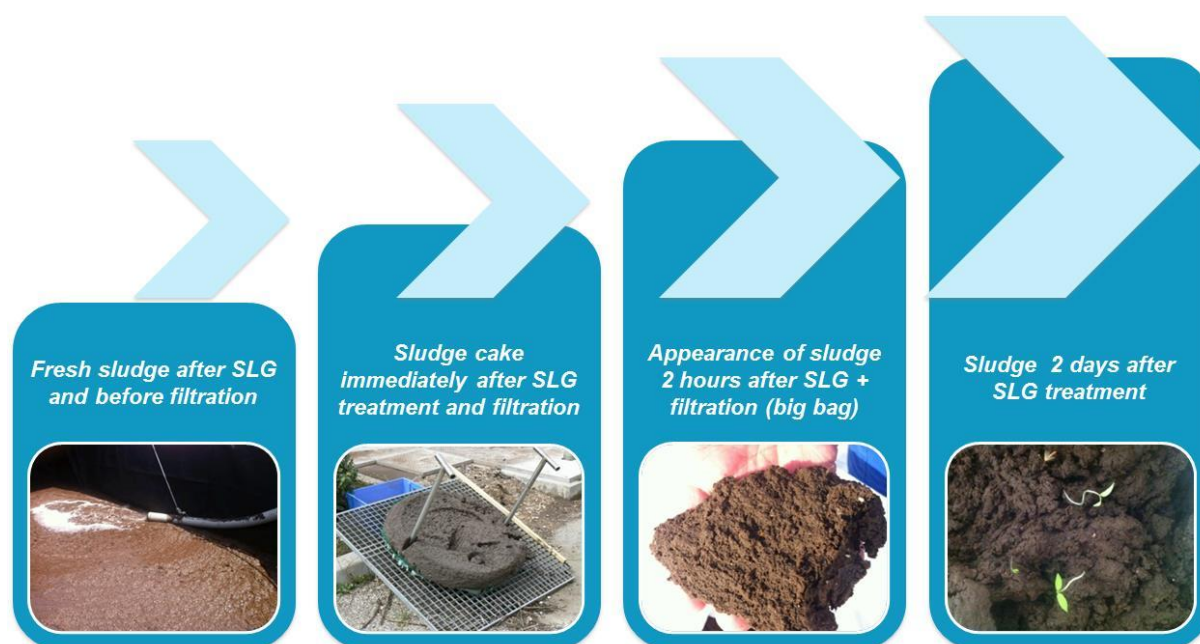 Fresh sludge after SLG
and before filtration
Sludge cake
immediately after SLG
treatment and filtration
Appearance of sludge
2 hours after SLG +
filtration (big bag)
Sludge 2 days after
SLG treatment